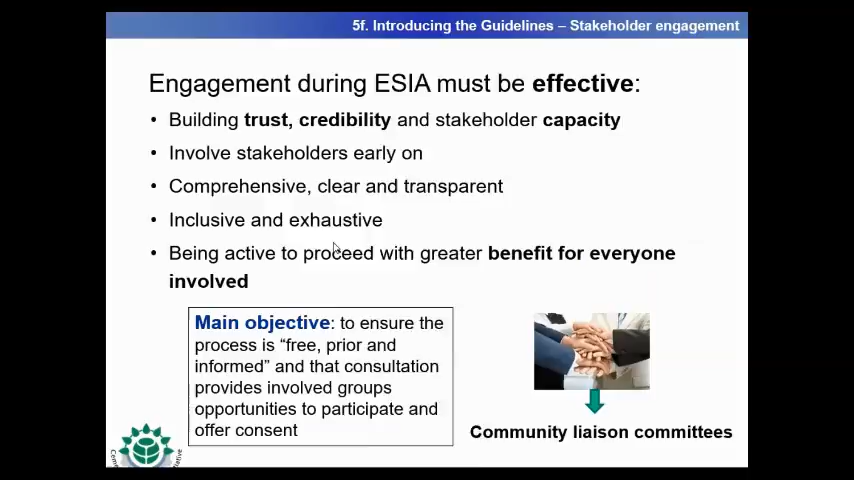 5f. Introducing the Guidelines – Stakeholder engagement
Engagement during ESIA must be effective:
• Building trust, credibility and stakeholder capacity
• Involve stakeholders early on
• Comprehensive, clear and transparent
• Inclusive and exhaustive
• Being active to proceed with greater benefit for everyone
involved
Main objective: to ensure the
process is “free, prior and
informed” and that consultation
provides involved groups
opportunities to participate and
offer consent
Community liaison committees